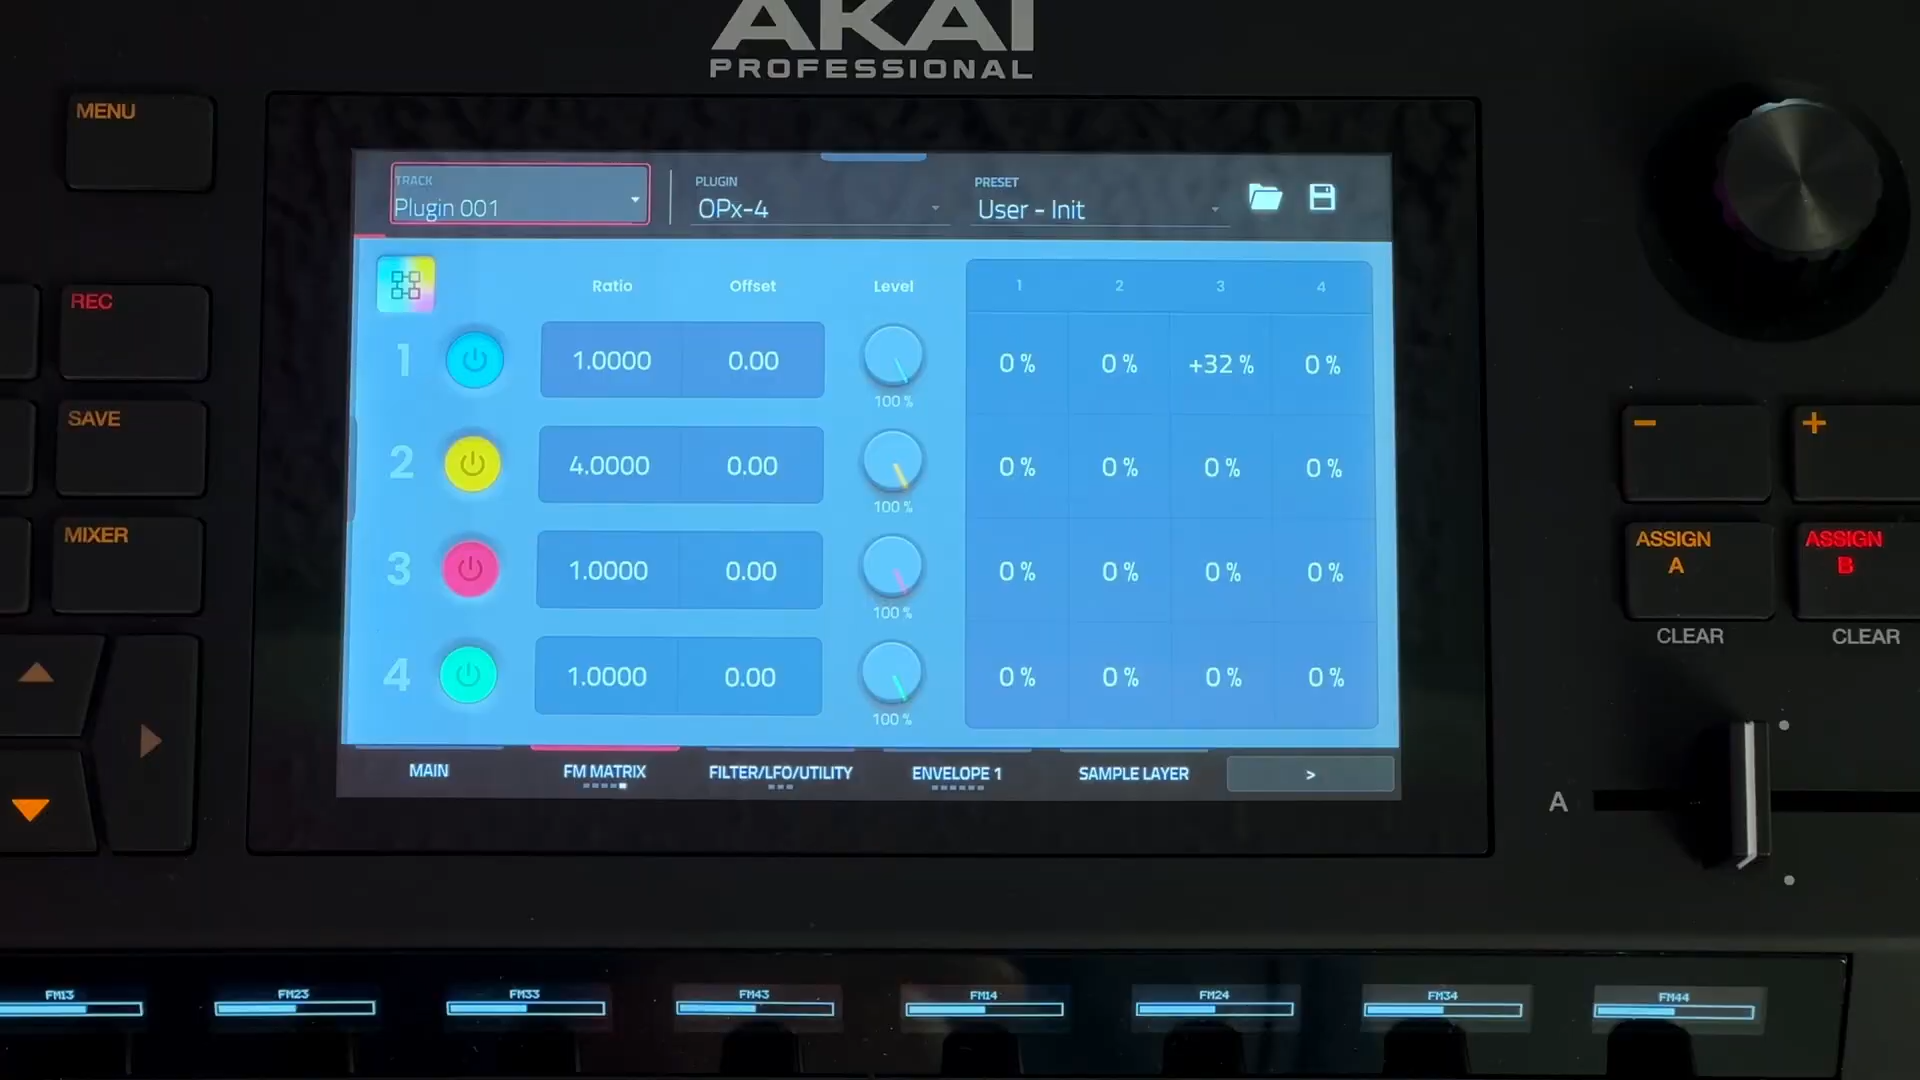 AKAI
PROFESSIONAL
MENU
REC
SAVE
MIXER
TRACK
Plugin 001
PLUGIN
OPx-4
PRESET
User - Init
Ratio Offset Level 1 2 3 4
1 1.0000 0.00 100 % 0 % 0 % +32 % 0 %
2 4.0000 0.00 100 % 0 % 0 % 0 % 0 %
3 1.0000 0.00 100 % 0 % 0 % 0 % 0 %
4 1.0000 0.00 100 % 0 % 0 % 0 % 0 %
MAIN FM MATRIX FILTER/LFO/UTILITY ENVELOPE 1 SAMPLE LAYER >
- +
ASSIGN
A
ASSIGN
B
CLEAR CLEAR
A
FM13 FM23 FM33 FM43 FM14 FM24 FM34 FM44